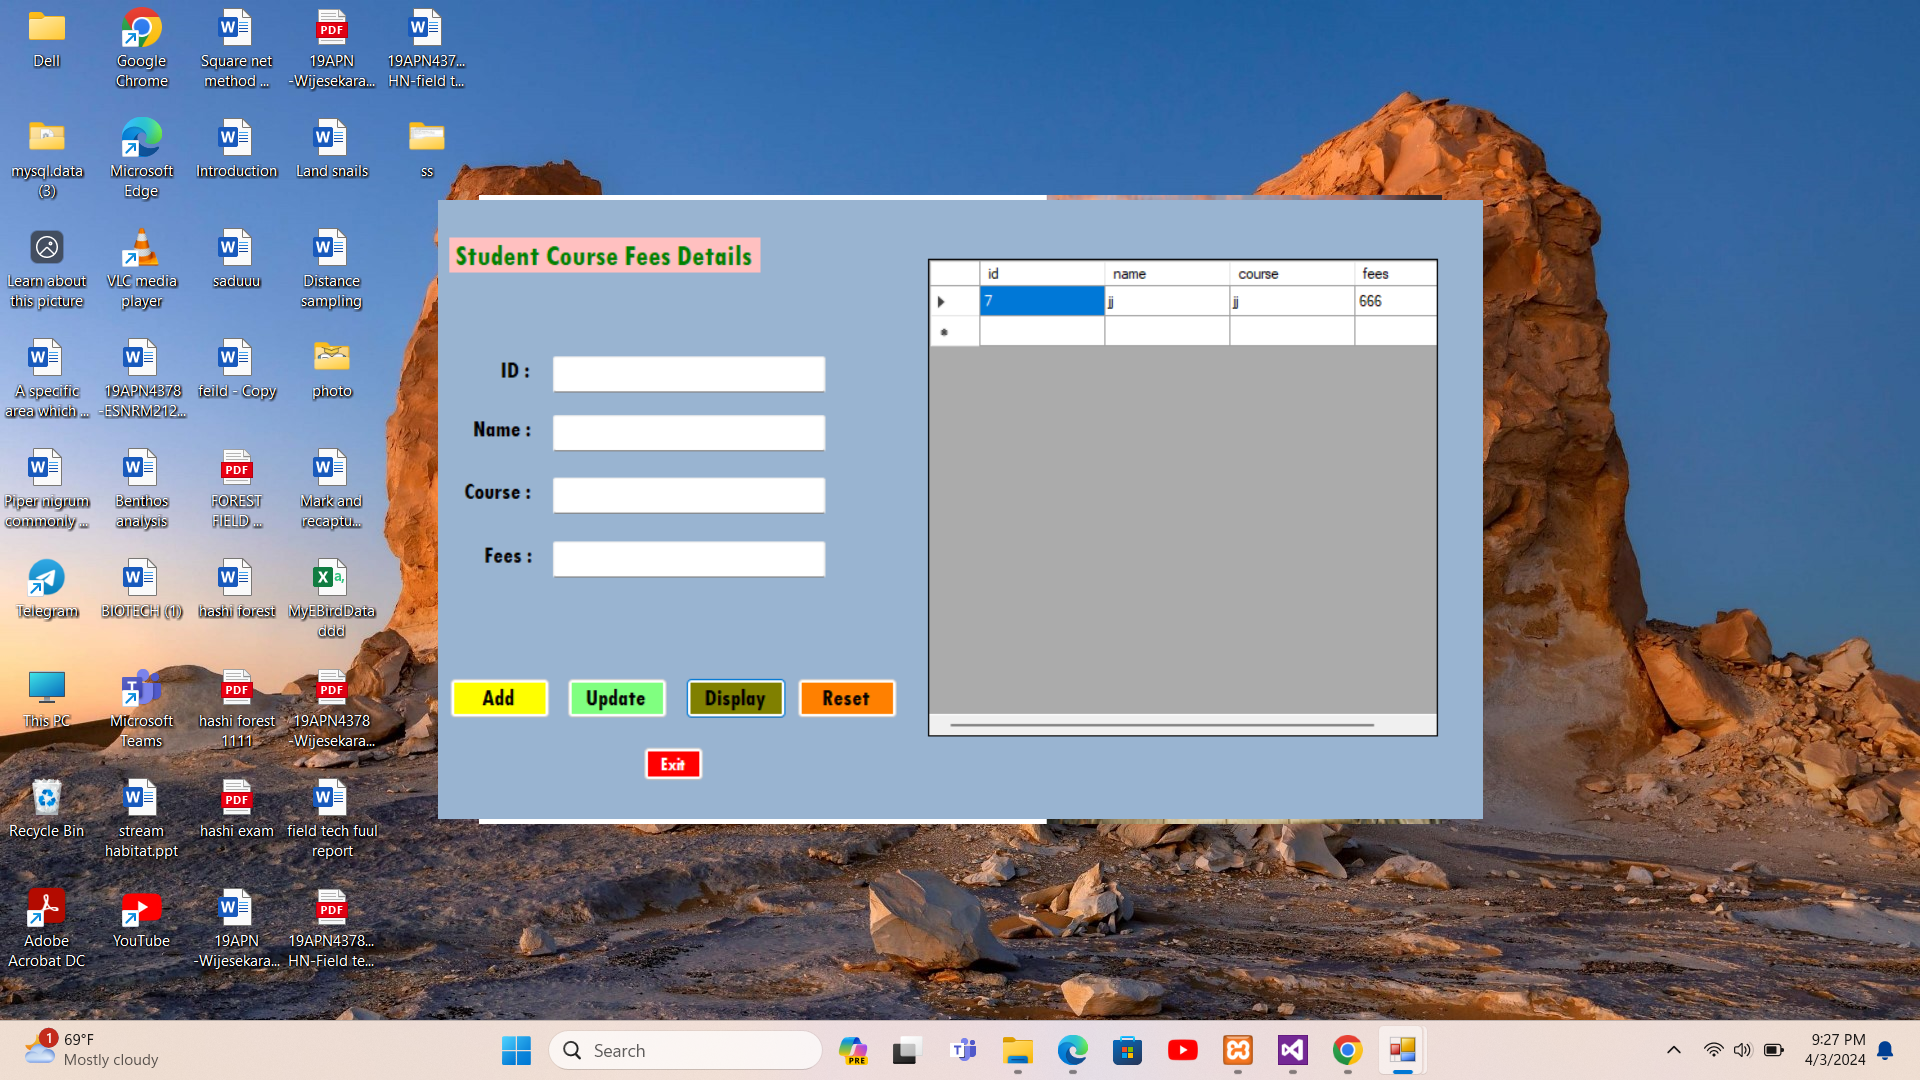 Dell
Google
Chrome
Square net
method ...
19APN
-Wijesekara...
19APN437...
HN-field t...
mysql.data
(3)
Microsoft
Edge
Introduction
Land snails
ss
Learn about
this picture
VLC media
player
saduuu
Distance
sampling
A specific
area which ...
19APN4378
-ESNRM212...
feild - Copy
photo
Piper nigrum
commonly ...
Benthos
analysis
FOREST
FIELD ...
Mark and
recaptu...
Telegram
BIOTECH (1)
hashi forest
MyEBirdData
ddd
This PC
Microsoft
Teams
hashi forest
1111
19APN4378
-Wijesekara...
Recycle Bin
stream
habitat.ppt
hashi exam
field tech fuul
report
Adobe
Acrobat DC
YouTube
19APN
-Wijesekara...
19APN4378...
HN-Field te...
Student Course Fees Details
ID :
Name :
Course :
Fees :
Add
Update
Display
Reset
Exit
id name course fees
7 jj jj 666
1
69°F
Mostly cloudy
Search
PRE
9:27 PM
4/3/2024